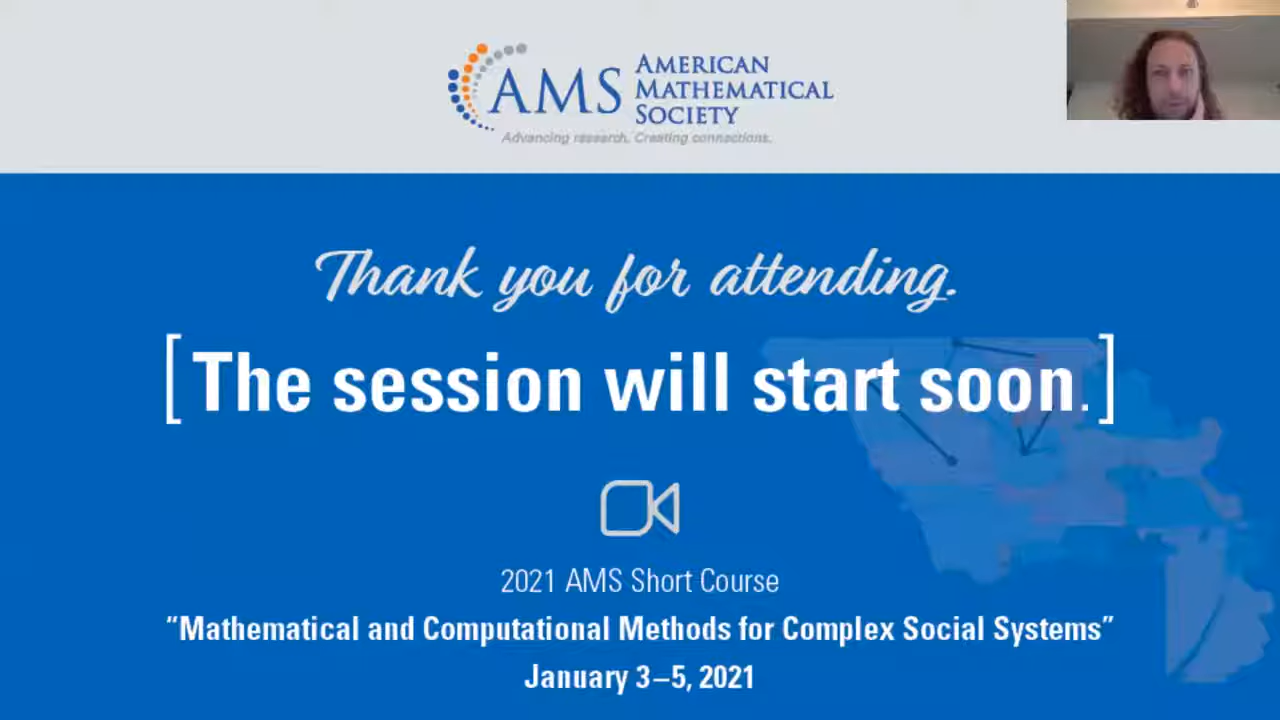 AMS
AMERICAN
MATHEMATICAL
SOCIETY
Advancing research. Creating connections.
Thank you for attending.
[The session will start soon.]
2021 AMS Short Course
“Mathematical and Computational Methods for Complex Social Systems”
January 3–5, 2021